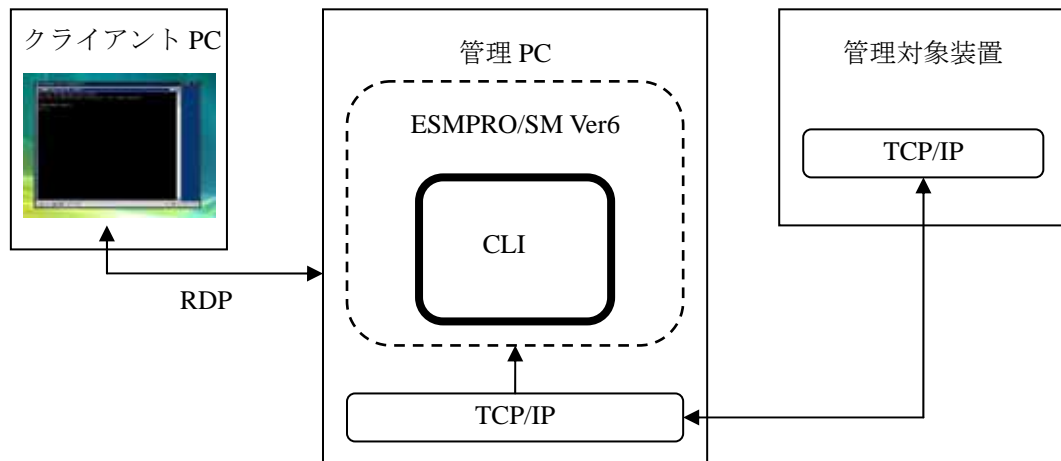 クライアント PC
RDP
管理 PC
ESMPRO/SM Ver6
CLI
TCP/IP
管理対象装置
TCP/IP